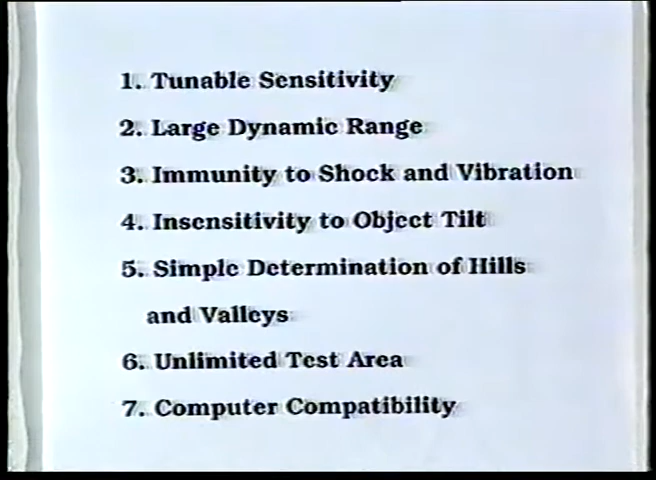 1. Tunable Sensitivity
2. Large Dynamic Range
3. Immunity to Shock and Vibration
4. Insensitivity to Object Tilt
5. Simple Determination of Hills
and Valleys
6. Unlimited Test Area
7. Computer Compatibility